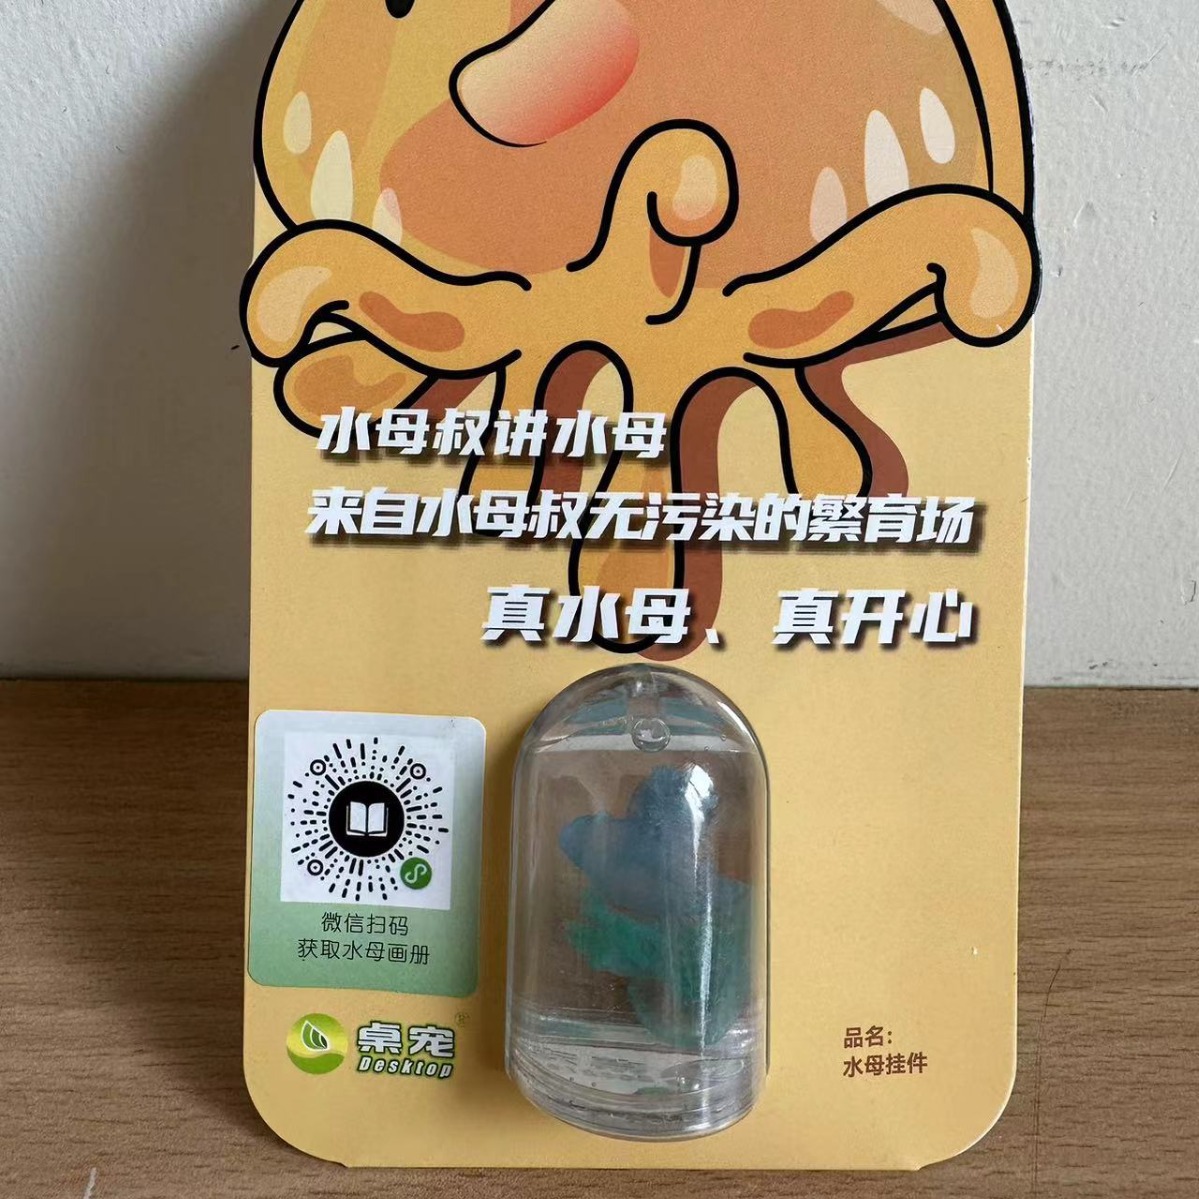 水母叔讲水母
来自水母叔无污染的繁育场
真水母、真开心
微信扫码
获取水母画册
桌宠®
Desktop
品名:
水母挂件